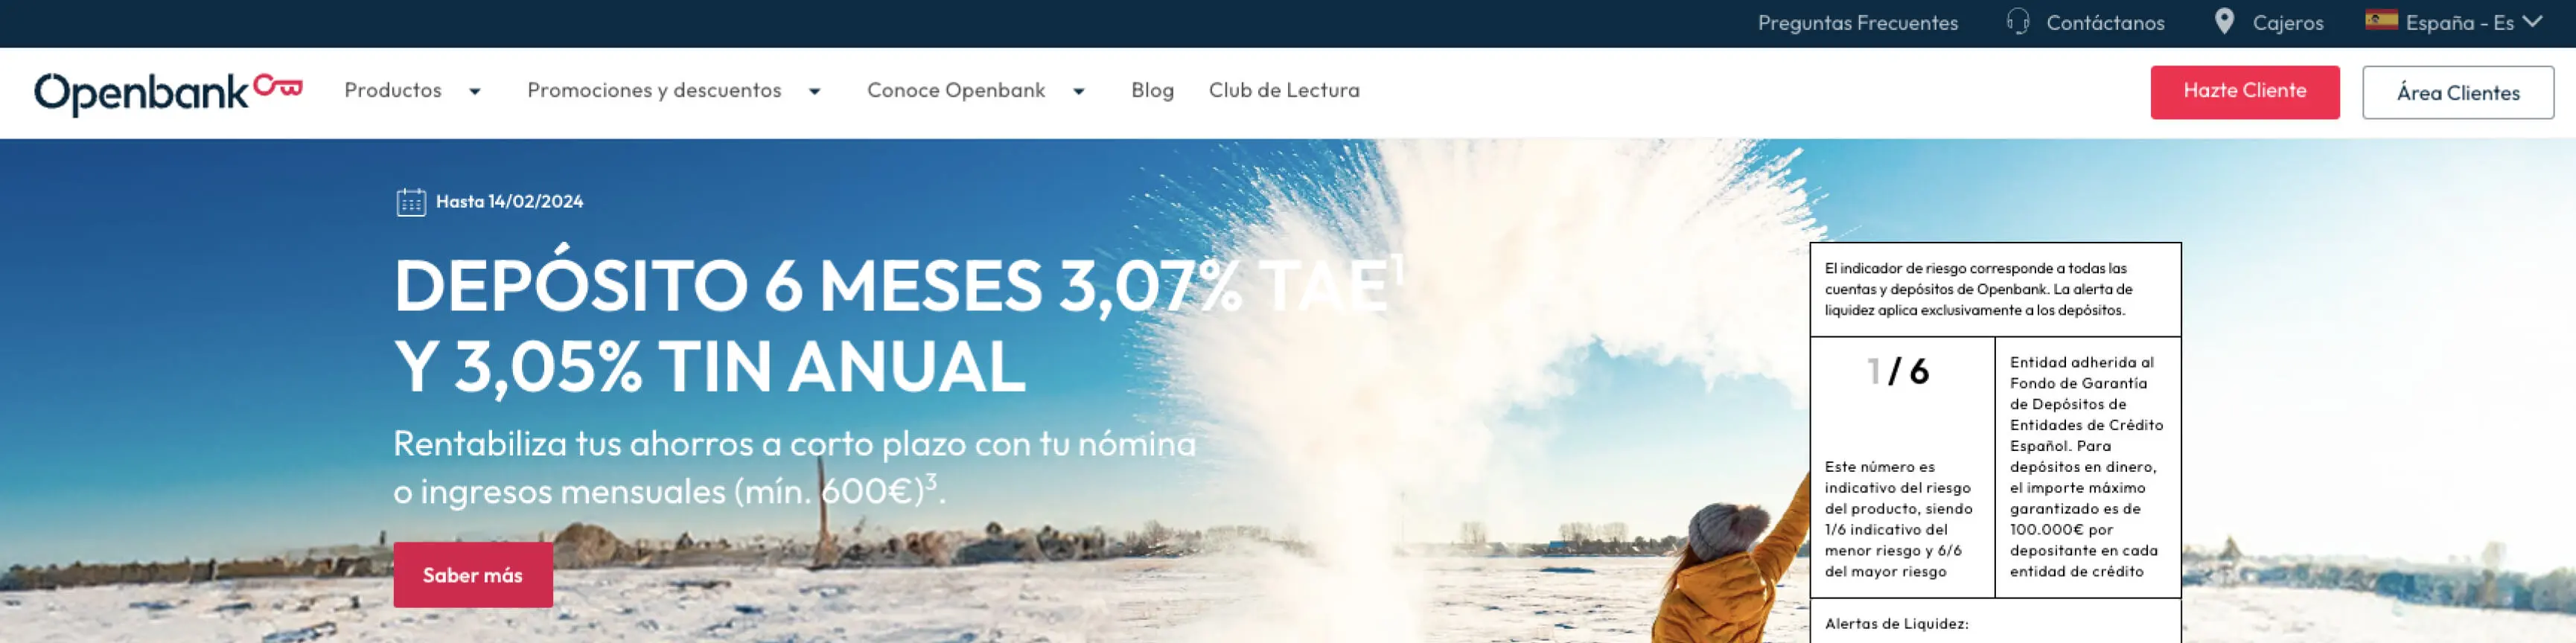 Preguntas Frecuentes Contáctanos Cajeros España - Es
Openbank Productos Promociones y descuentos Conoce Openbank Blog Club de Lectura Hazte Cliente Área Clientes
Hasta 14/02/2024
DEPÓSITO 6 MESES 3,07% TAE¹
Y 3,05% TIN ANUAL
Rentabiliza tus ahorros a corto plazo con tu nómina
o ingresos mensuales (mín. 600€)³.
Saber más
El indicador de riesgo corresponde a todas las
cuentas y depósitos de Openbank. La alerta de
liquidez aplica exclusivamente a los depósitos.
1 / 6
Este número es
indicativo del riesgo
del producto, siendo
1/6 indicativo del
menor riesgo y 6/6
del mayor riesgo
Entidad adherida al
Fondo de Garantía
de Depósitos de
Entidades de Crédito
Español. Para
depósitos en dinero,
el importe máximo
garantizado es de
100.000€ por
depositante en cada
entidad de crédito
Alertas de Liquidez: